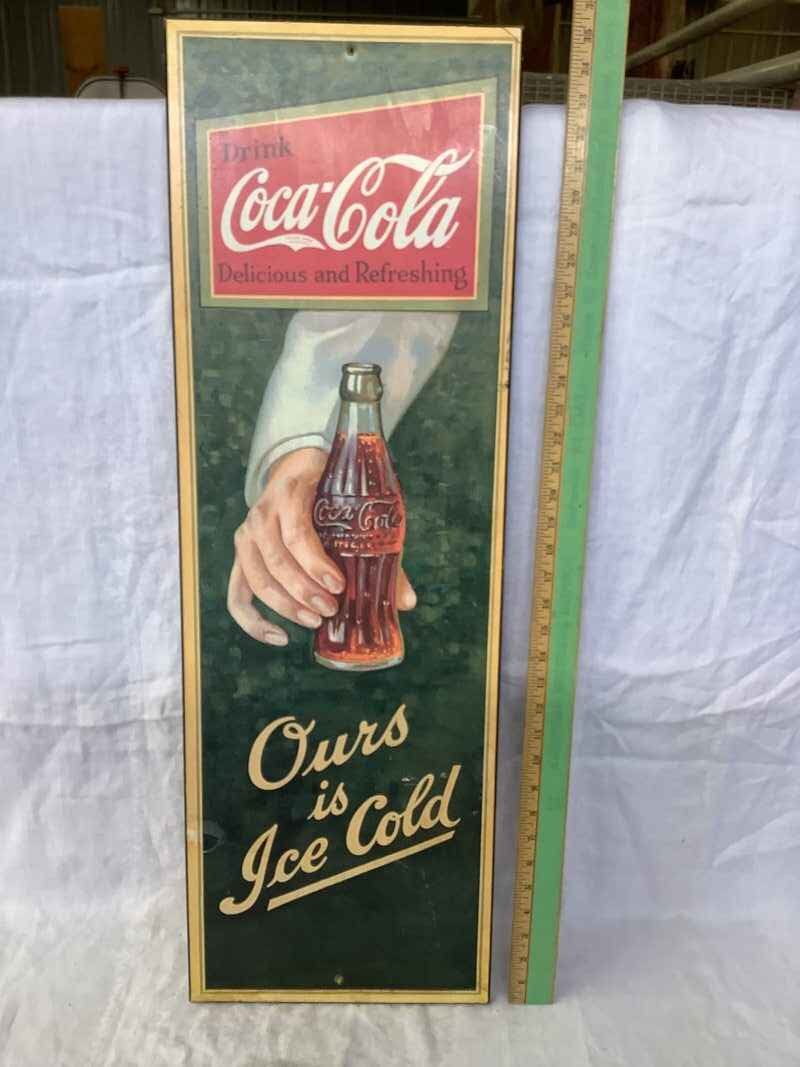 Drink
Coca-Cola
Delicious and Refreshing
Coca-Cola
Ours
is
Ice Cold